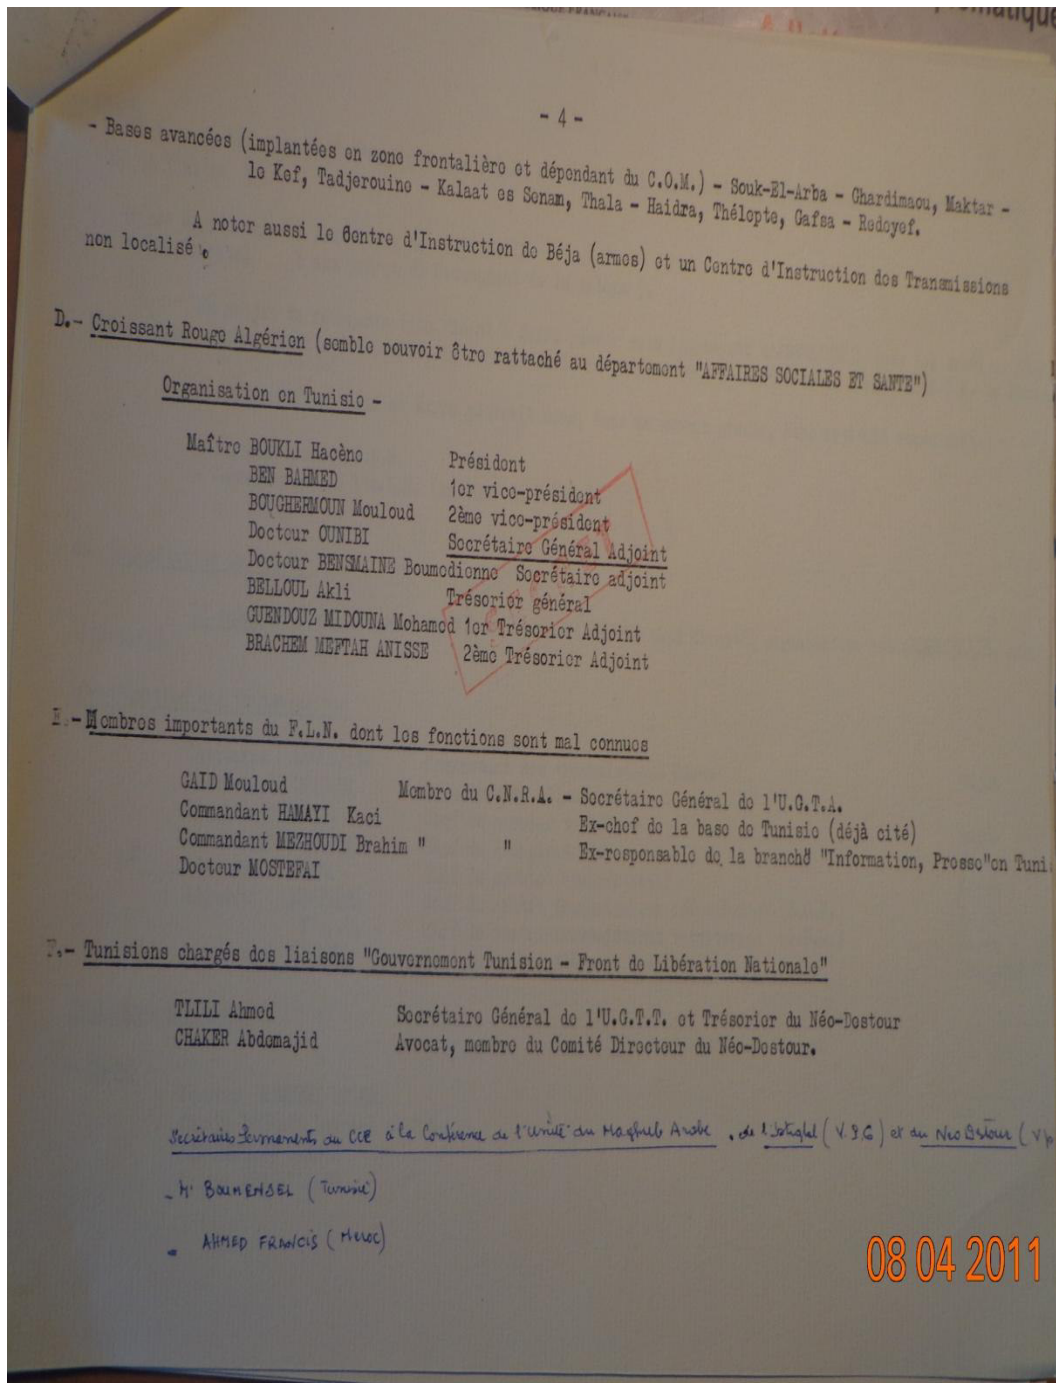 - 4 -
- Bases avancées (implantées en zone frontalière et dépendant du C.O.M.) - Souk-El-Arba - Ghardimaou, Maktar -
le Kef, Tadjerouine - Kalaat es Senam, Thala - Haidra, Thélepte, Gafsa - Redeyef.
A noter aussi le Centre d'Instruction de Béja (armes) et un Centre d'Instruction des Transmissions
non localisé.
D.- Croissant Rouge Algérien (semble pouvoir être rattaché au département "AFFAIRES SOCIALES ET SANTE")
Organisation en Tunisie -
Maître BOUKLI Hacène Président
BEN BAHMED 1er vice-président
BOUGHERMOUN Mouloud 2ème vice-président
Docteur OUNIBI Secrétaire Général Adjoint
Docteur BENSMAINE Boumedienne Secrétaire adjoint
BELLOUL Akli Trésorier général
GUENDOUZ MIDOUNA Mohamed 1er Trésorier Adjoint
BRACHEM MEFTAH ANISSE 2ème Trésorier Adjoint
SECRET
E.- Membres importants du F.L.N. dont les fonctions sont mal connues
GAID Mouloud Membre du C.N.R.A. - Secrétaire Général de l'U.G.T.A.
Commandant HAMAYI Kaci Ex-chef de la base de Tunisie (déjà cité)
Commandant MEZHOUDI Brahim " " Ex-responsable de la branche "Information, Presse" en Tuni
Docteur MOSTEFAI
F.- Tunisiens chargés des liaisons "Gouvernement Tunisien - Front de Libération Nationale"
TLILI Ahmed Secrétaire Général de l'U.G.T.T. et Trésorier du Néo-Destour
CHAKER Abdemajid Avocat, membre du Comité Directeur du Néo-Destour.
Secrétaires Permanents du CCE à la Conférence de l'unité du Maghreb Arabe, de l'Istiqlal (V.P.G) et du Neo Destour (V
- Me BOUMENDSEL (Tunisie)
- AHMED FRANCIS (Maroc)
08 04 2011